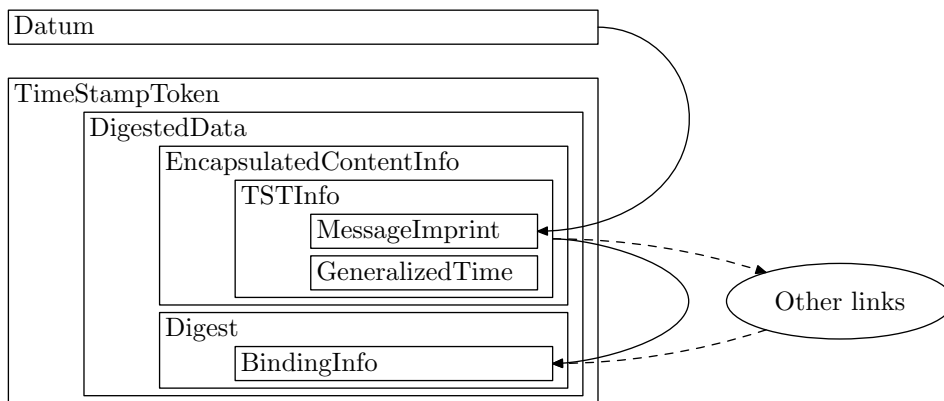 Datum
TimeStampToken
DigestedData
EncapsulatedContentInfo
TSTInfo
MessageImprint
GeneralizedTime
Other links
Digest
BindingInfo